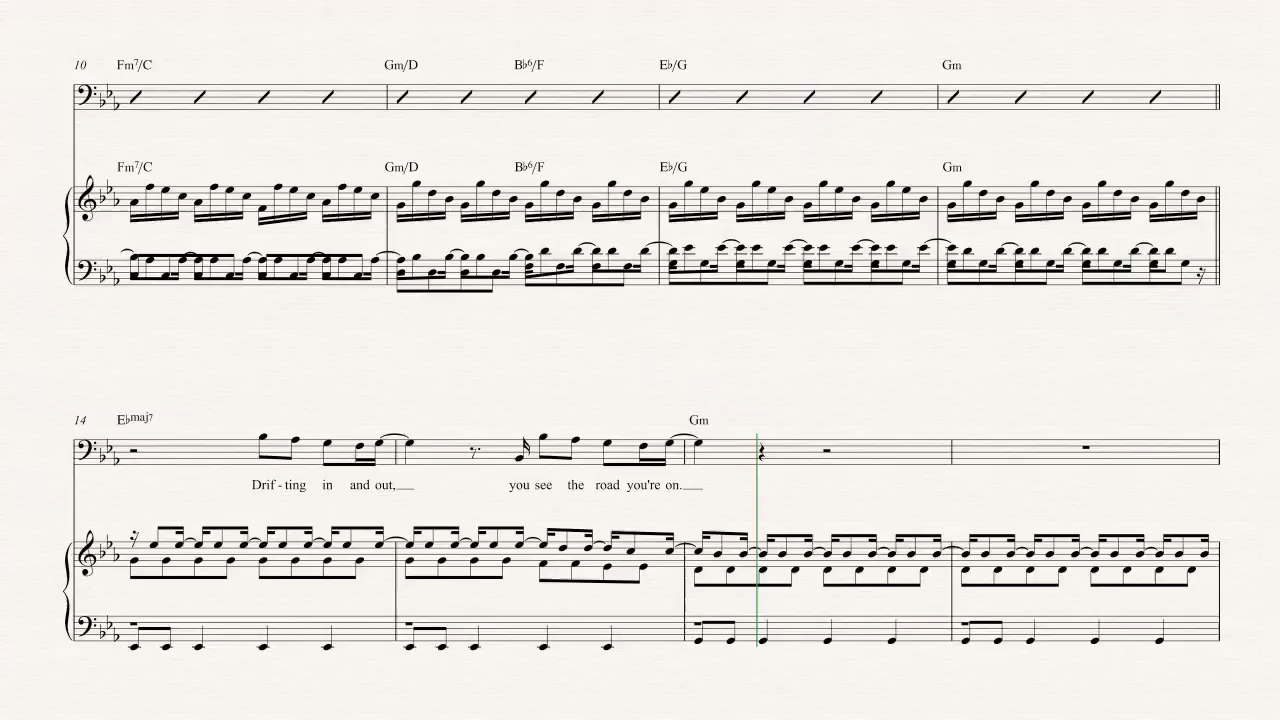 10 Fm7/C Gm/D B♭6/F E♭/G Gm
Fm7/C Gm/D B♭6/F E♭/G Gm
14 E♭maj7 Gm
Drif - ting in and out, you see the road you're on.